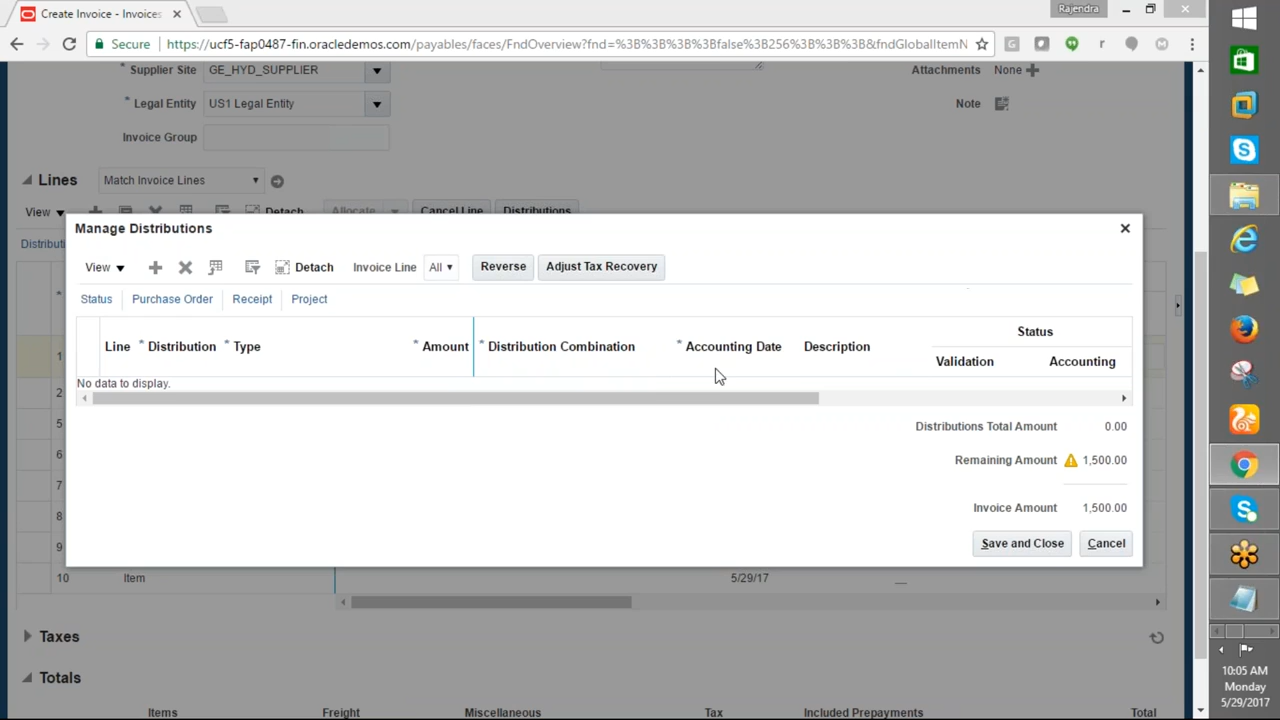 Create Invoice - Invoices
Rajendra
Secure https://ucf5-fap0487-fin.oracledemos.com/payables/faces/FndOverview?fnd=%3B%3B%3B%3Bfalse%3B256%3B%3B%3B&fndGlobalItemN
* Supplier Site GE_HYD_SUPPLIER
Attachments None
* Legal Entity US1 Legal Entity
Note
Invoice Group
Lines Match Invoice Lines
View Detach Allocate Cancel Line Distributions
Manage Distributions
Distributi
View Detach Invoice Line All Reverse Adjust Tax Recovery
Status Purchase Order Receipt Project
Line * Distribution * Type * Amount * Distribution Combination * Accounting Date Description Status
Validation Accounting
No data to display.
Distributions Total Amount 0.00
Remaining Amount 1,500.00
Invoice Amount 1,500.00
Save and Close Cancel
*
1
2
5
6
7
8
9
10 Item 5/29/17
Taxes
Totals
Items Freight Miscellaneous Tax Included Prepayments Total
10:05 AM
Monday
5/29/2017